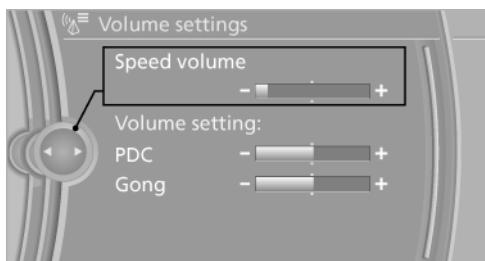 Volume settings
Speed volume
- +
Volume setting:
PDC - +
Gong - +